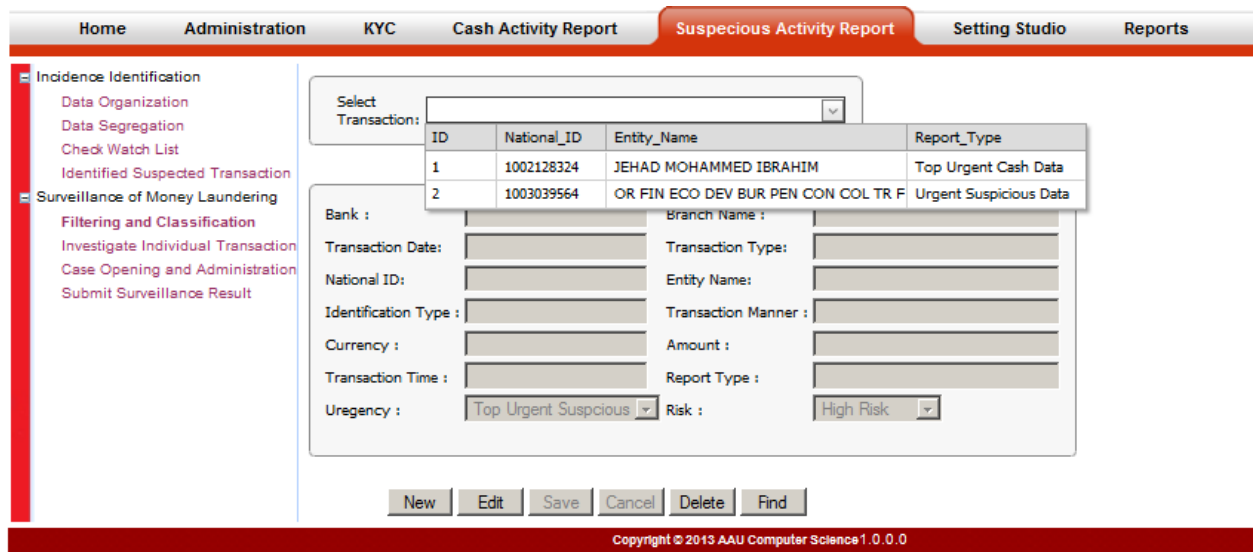 Home Administration KYC Cash Activity Report Suspecious Activity Report Setting Studio Reports
Incidence Identification
Data Organization
Data Segregation
Check Watch List
Identified Suspected Transaction
Surveillance of Money Laundering
Filtering and Classification
Investigate Individual Transaction
Case Opening and Administration
Submit Surveillance Result
Select
Transaction:
ID National_ID Entity_Name Report_Type
1 1002128324 JEHAD MOHAMMED IBRAHIM Top Urgent Cash Data
2 1003039564 OR FIN ECO DEV BUR PEN CON COL TR F Urgent Suspicious Data
Bank : Branch Name :
Transaction Date: Transaction Type:
National ID: Entity Name:
Identification Type : Transaction Manner :
Currency : Amount :
Transaction Time : Report Type :
Uregency : Top Urgent Suspcious Risk : High Risk
New Edit Save Cancel Delete Find
Copyright © 2013 AAU Computer Science1.0.0.0